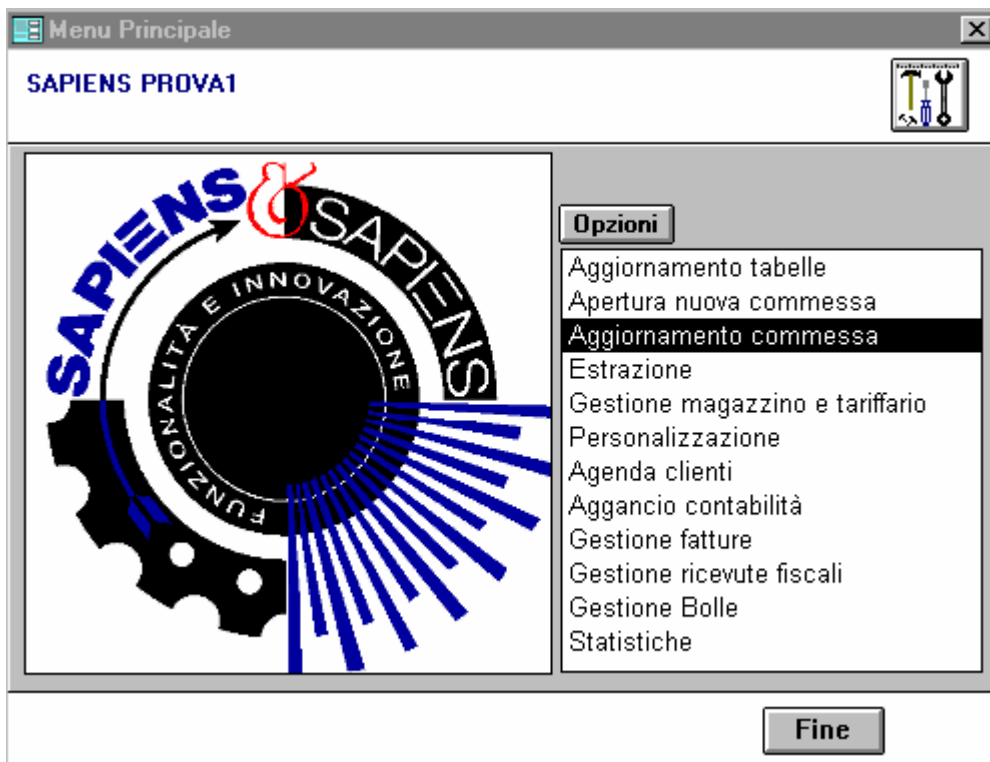 Menu Principale
SAPIENS PROVA1
SAPIENS & SAPIENS
FUNZIONALITÀ E INNOVAZIONE
Opzioni
Aggiornamento tabelle
Apertura nuova commessa
Aggiornamento commessa
Estrazione
Gestione magazzino e tariffario
Personalizzazione
Agenda clienti
Aggancio contabilità
Gestione fatture
Gestione ricevute fiscali
Gestione Bolle
Statistiche
Fine